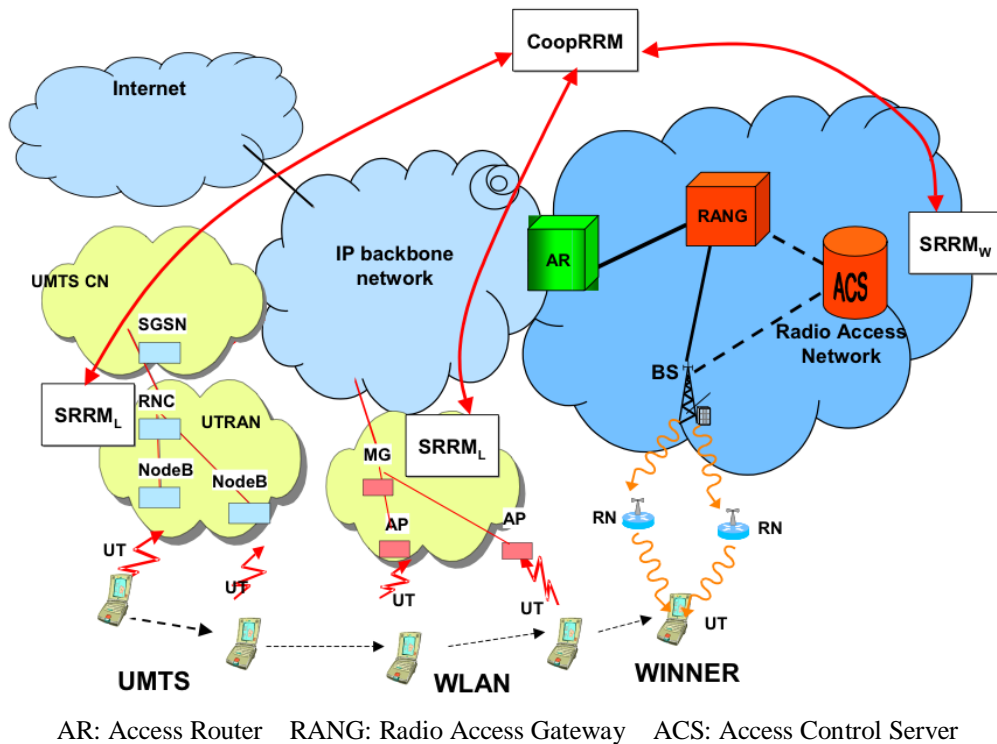 CoopRRM
Internet
RANG
SRRMW
AR
IP backbone
network
UMTS CN
ACS
SGSN
Radio Access
Network
BS
SRRML
RNC
UTRAN
SRRML
MG
NodeB
NodeB
AP
AP
RN
RN
UT
UT
UT
UT
UT
UMTS
WLAN
WINNER
AR: Access Router RANG: Radio Access Gateway ACS: Access Control Server